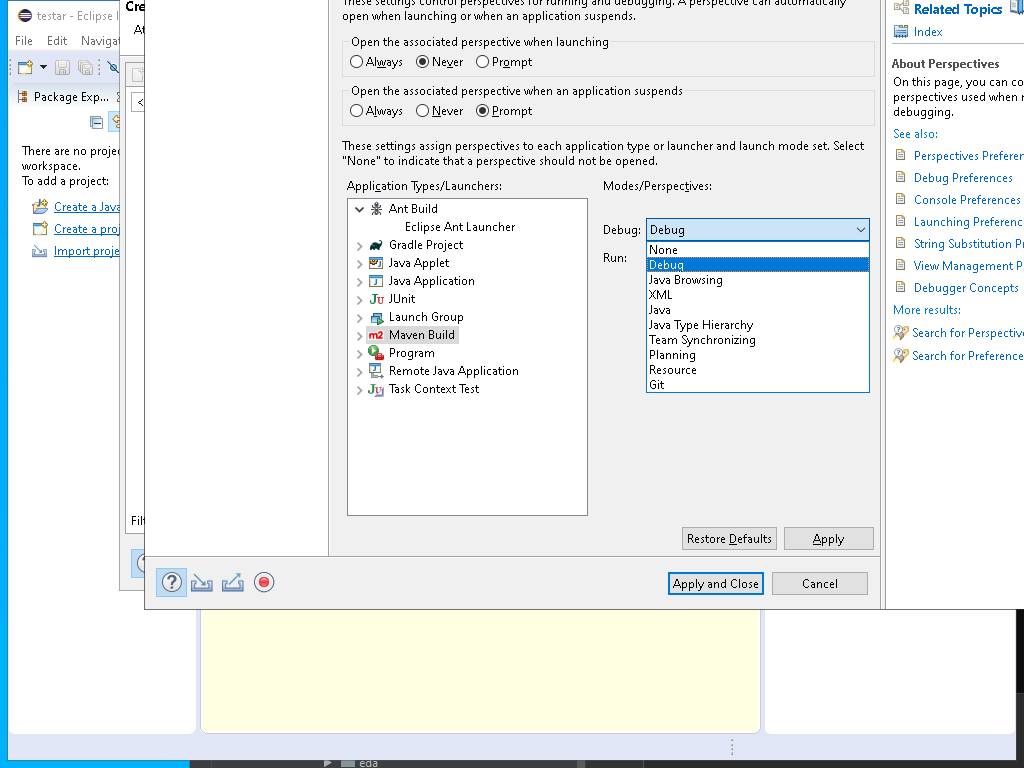 testar - Eclipse I
File Edit Navigat
Package Exp...
There are no proje
workspace.
To add a project:
Create a Java
Create a proj
Import proje
Cre
At
<
Filt
These settings control perspectives for running and debugging. A perspective can automatically
open when launching or when an application suspends.
Open the associated perspective when launching
Always Never Prompt
Open the associated perspective when an application suspends
Always Never Prompt
These settings assign perspectives to each application type or launcher and launch mode set. Select
"None" to indicate that a perspective should not be opened.
Application Types/Launchers:
Ant Build
Eclipse Ant Launcher
Gradle Project
Java Applet
Java Application
JUnit
Launch Group
Maven Build
Program
Remote Java Application
Task Context Test
Modes/Perspectives:
Debug: Debug
Run:
None
Debug
Java Browsing
XML
Java
Java Type Hierarchy
Team Synchronizing
Planning
Resource
Git
Restore Defaults Apply
Apply and Close Cancel
Related Topics
Index
About Perspectives
On this page, you can co
perspectives used when r
debugging.
See also:
Perspectives Preferen
Debug Preferences
Console Preferences
Launching Preferenc
String Substitution P
View Management P
Debugger Concepts
More results:
Search for Perspective
Search for Preference
eda